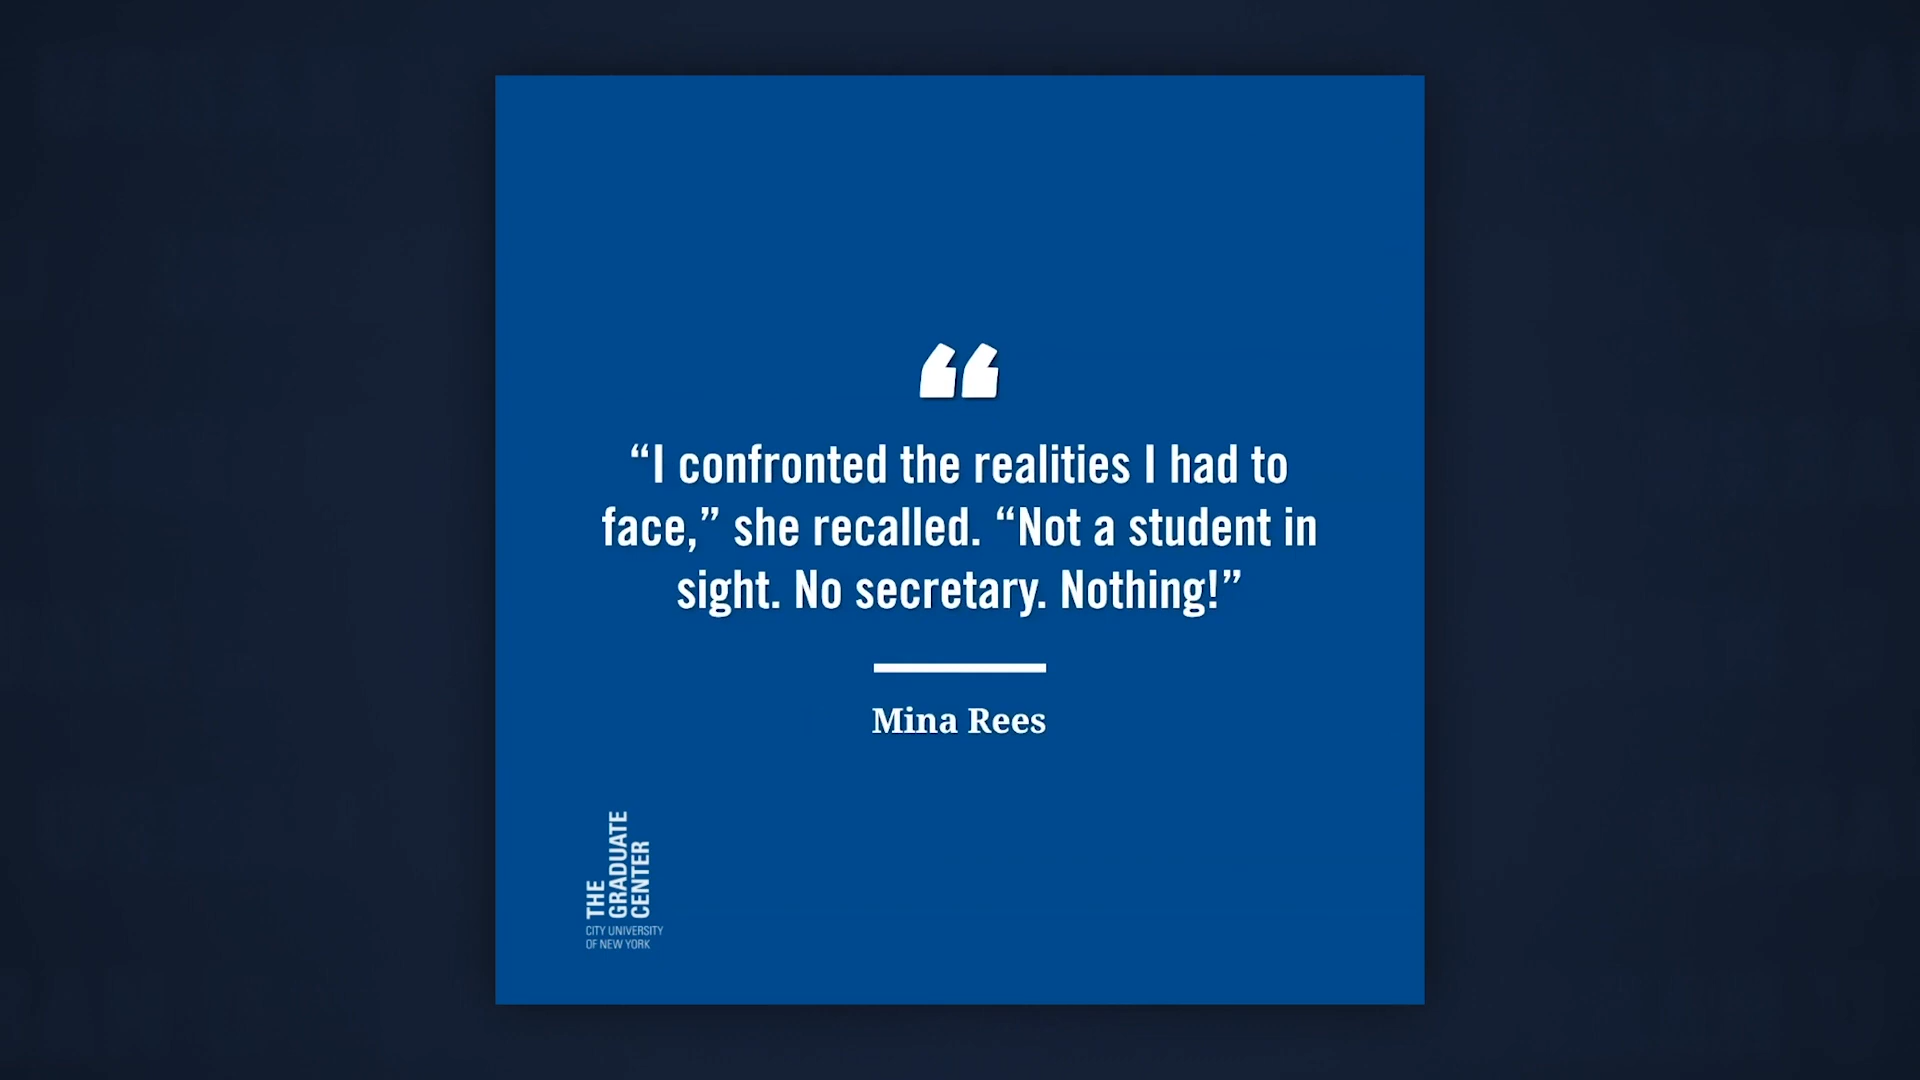 “
“I confronted the realities I had to
face,” she recalled. “Not a student in
sight. No secretary. Nothing!”
Mina Rees
THE
GRADUATE
CENTER
CITY UNIVERSITY
OF NEW YORK